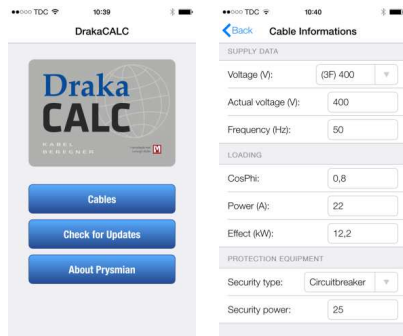 TDC 10:39
DrakaCALC
Draka
CALC
KABEL
BEREGNEREN
Cables
Check for Updates
About Prysmian
TDC 10:40
Back Cable Informations
SUPPLY DATA
Voltage (V): (3F) 400
Actual voltage (V): 400
Frequency (Hz): 50
LOADING
CosPhi: 0,8
Power (A): 22
Effect (kW): 12,2
PROTECTION EQUIPMENT
Security type: Circuitbreaker
Security power: 25